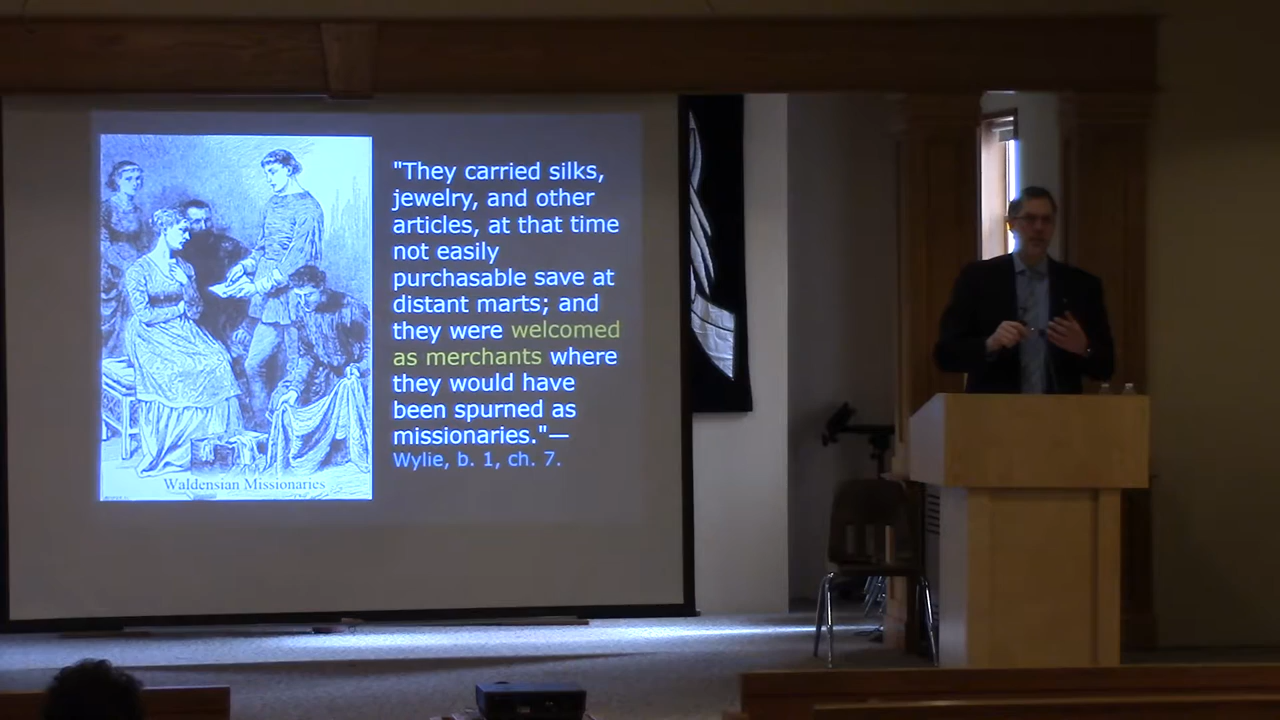 "They carried silks,
jewelry, and other
articles, at that time
not easily
purchasable save at
distant marts; and
they were welcomed
as merchants where
they would have
been spurned as
missionaries."—
Wylie, b. 1, ch. 7.
Waldensian Missionaries